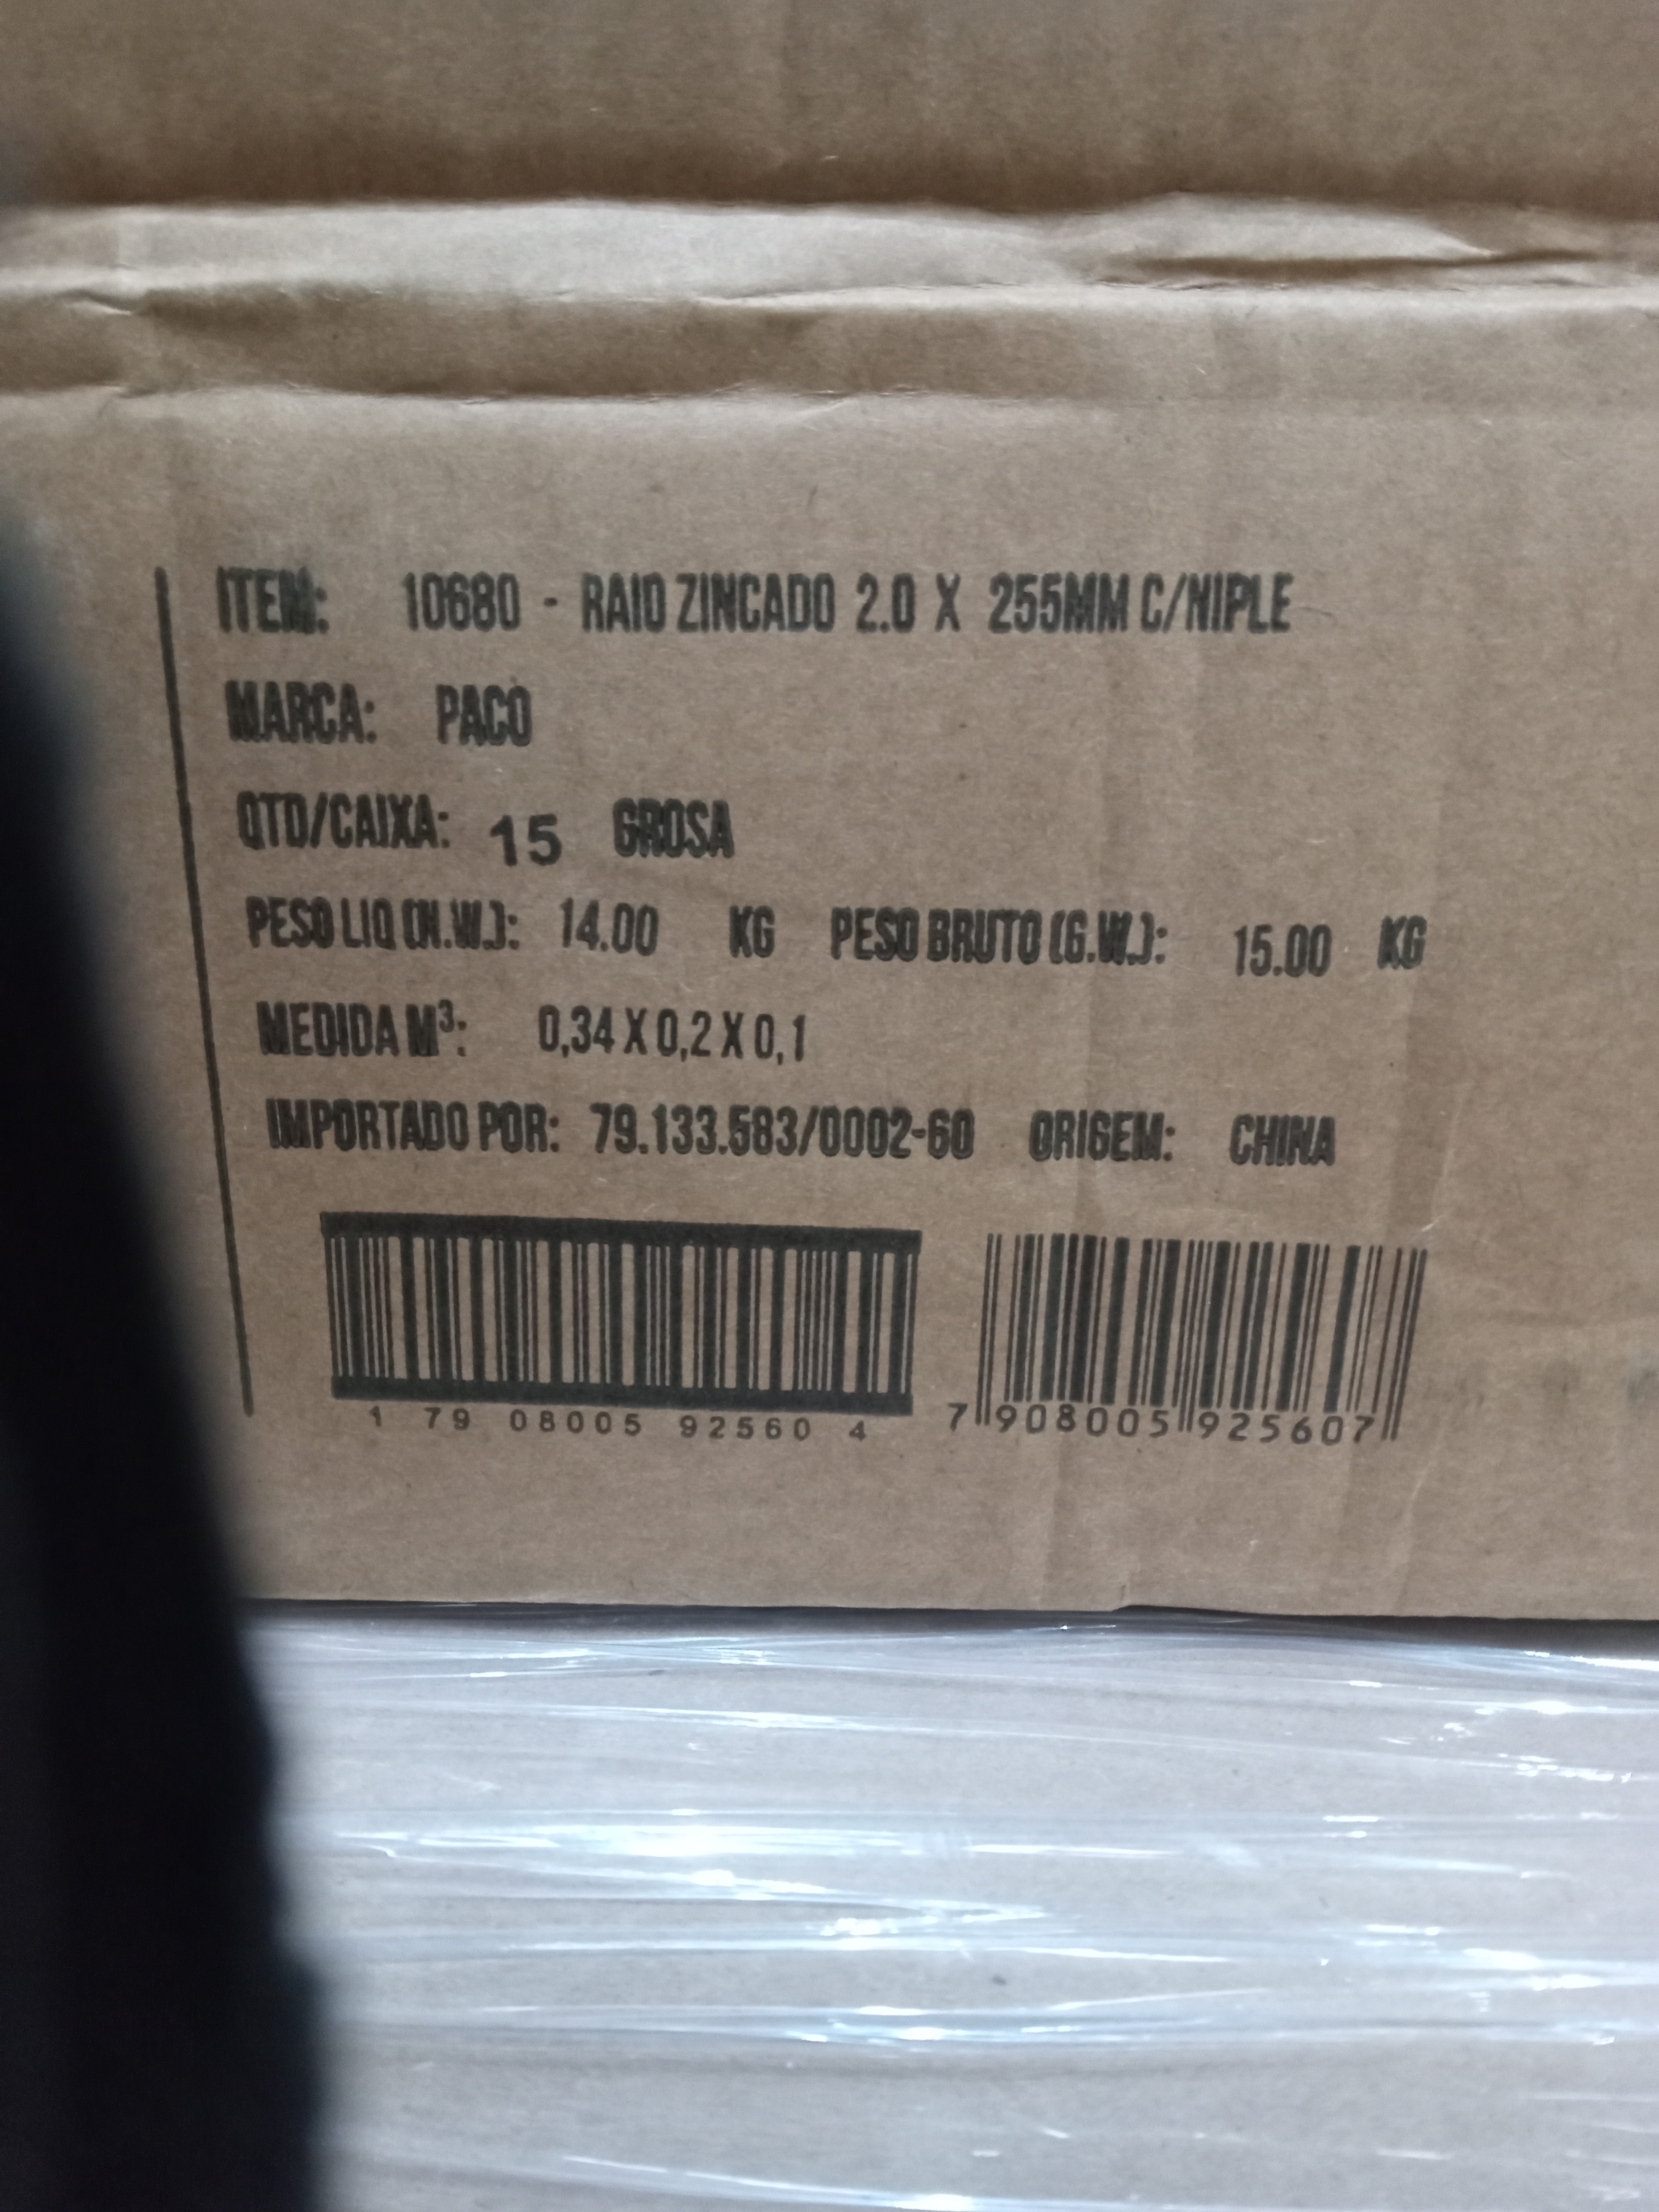 ITEM: 10680 - RAIO ZINCADO 2.0 X 255MM C/NIPLE
MARCA: PACO
QTD/CAIXA: 15 GROSA
PESO LIQ (N.W.): 14.00 KG PESO BRUTO (G.W.): 15.00 KG
MEDIDA M³: 0,34 X 0,2 X 0,1
IMPORTADO POR: 79.133.583/0002-60 ORIGEM: CHINA
1 79 08005 92560 4 7 908005 925607